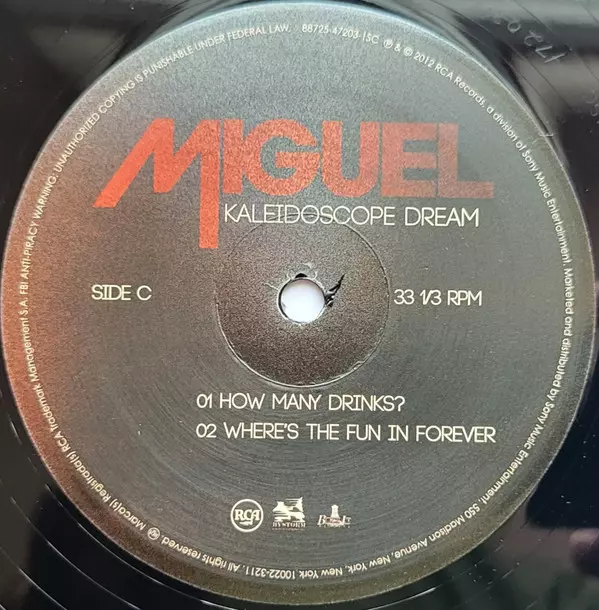 MIGUEL
KALEIDOSCOPE DREAM
SIDE C
33 1/3 RPM
01 HOW MANY DRINKS?
02 WHERE'S THE FUN IN FOREVER
RCA
BYSTORM
88725-47203-1SC ℗ & © 2012 RCA Records, a division of Sony Music Entertainment. Marketed and distributed by Sony Music Entertainment, 550 Madison Avenue, New York, New York, 10022-3211. All rights reserved. Marca(s) Registrada(s) RCA Trademark Management S.A. FBI ANTI-PIRACY WARNING: UNAUTHORIZED COPYING IS PUNISHABLE UNDER FEDERAL LAW.